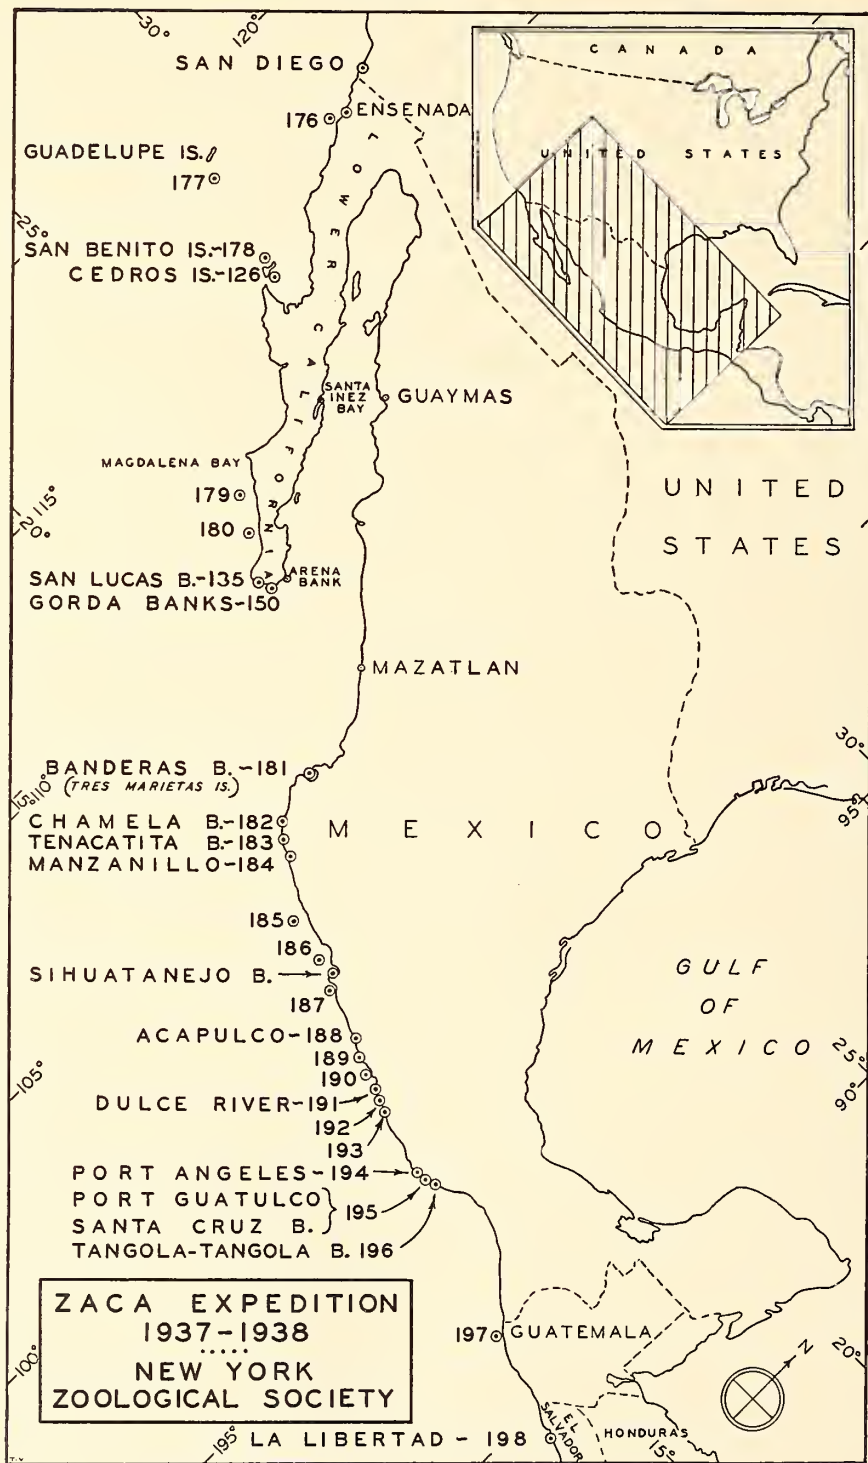 30°
120°
SAN DIEGO
ENSENADA
176
GUADELUPE IS.
177
25°
SAN BENITO IS.-178
CEDROS IS.-126
LOWER CALIFORNIA
SANTA
INEZ
BAY
GUAYMAS
MAGDALENA BAY
179
115°
20°
180
SAN LUCAS B.-135
GORDA BANKS-150
ARENA
BANK
MAZATLAN
CANADA
UNITED STATES
UNITED
STATES
BANDERAS B.-181
(TRES MARIETAS IS.)
110°
15°
30°
95°
CHAMELA B.-182
TENACATITA B.-183
MANZANILLO-184
MEXICO
185
186
SIHUATANEJO B.
187
GULF
OF
MEXICO
ACAPULCO-188
189
190
DULCE RIVER-191
192
193
105°
25°
90°
PORT ANGELES-194
PORT GUATULCO
SANTA CRUZ B.
195
TANGOLA-TANGOLA B. 196
ZACA EXPEDITION
1937-1938
.....
NEW YORK
ZOOLOGICAL SOCIETY
197
GUATEMALA
N
20°
100°
195°
LA LIBERTAD - 198
EL
SALVADOR
HONDURAS
15°